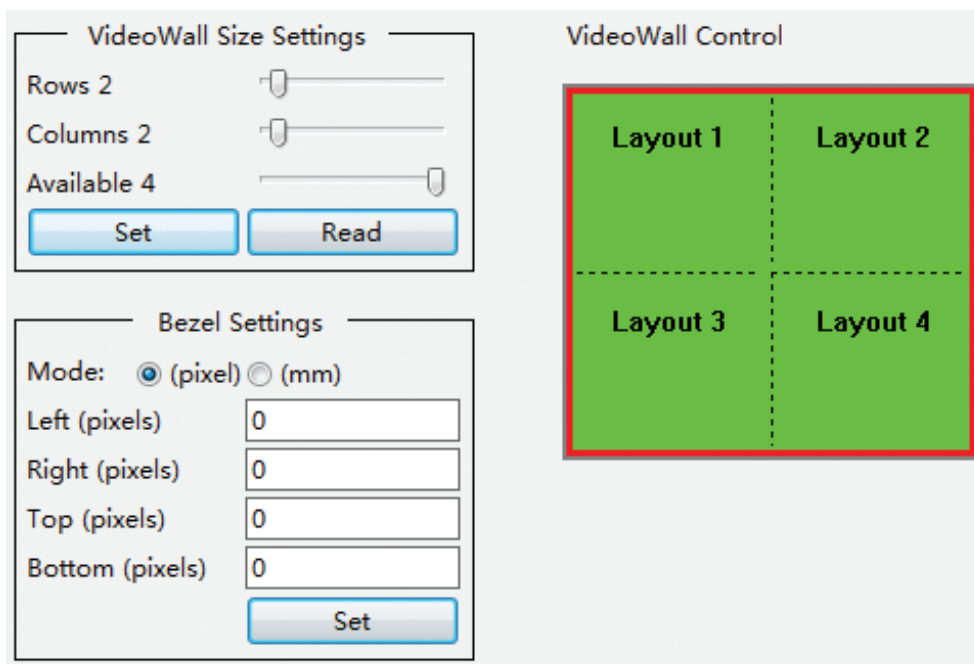 VideoWall Size Settings
Rows 2
Columns 2
Available 4
Set Read
Bezel Settings
Mode: (pixel) (mm)
Left (pixels) 0
Right (pixels) 0
Top (pixels) 0
Bottom (pixels) 0
Set
VideoWall Control
Layout 1 Layout 2
Layout 3 Layout 4